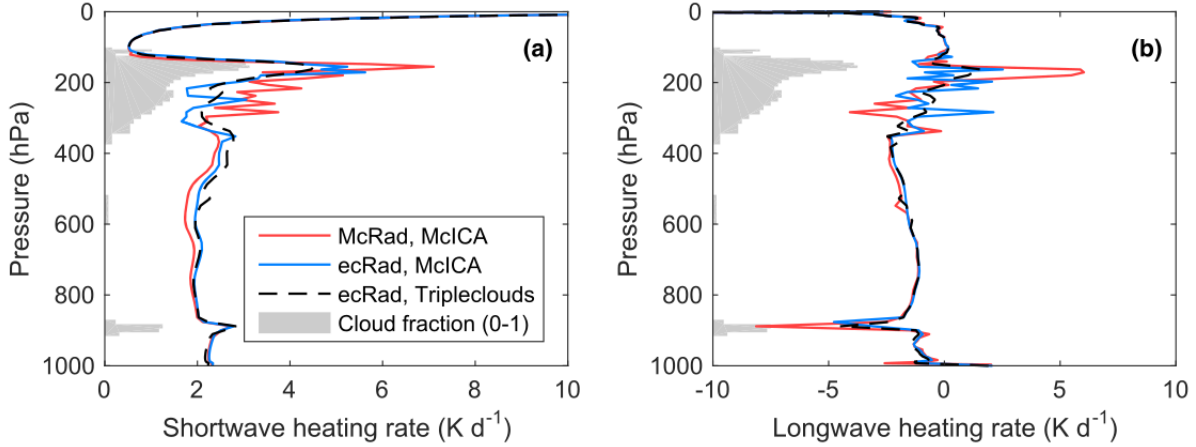 (a)
Pressure (hPa)
0
200
400
600
800
1000
McRad, McICA
ecRad, McICA
ecRad, Tripleclouds
Cloud fraction (0-1)
0 2 4 6 8 10
Shortwave heating rate (K d⁻¹)
(b)
Pressure (hPa)
0
200
400
600
800
1000
-10 -5 0 5 10
Longwave heating rate (K d⁻¹)